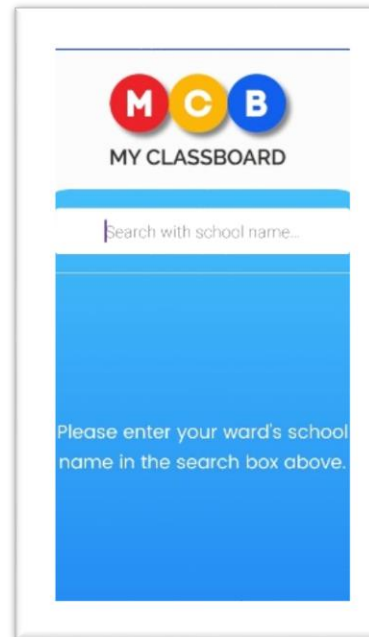 M C B
MY CLASSBOARD
Search with school name...
Please enter your ward's school
name in the search box above.